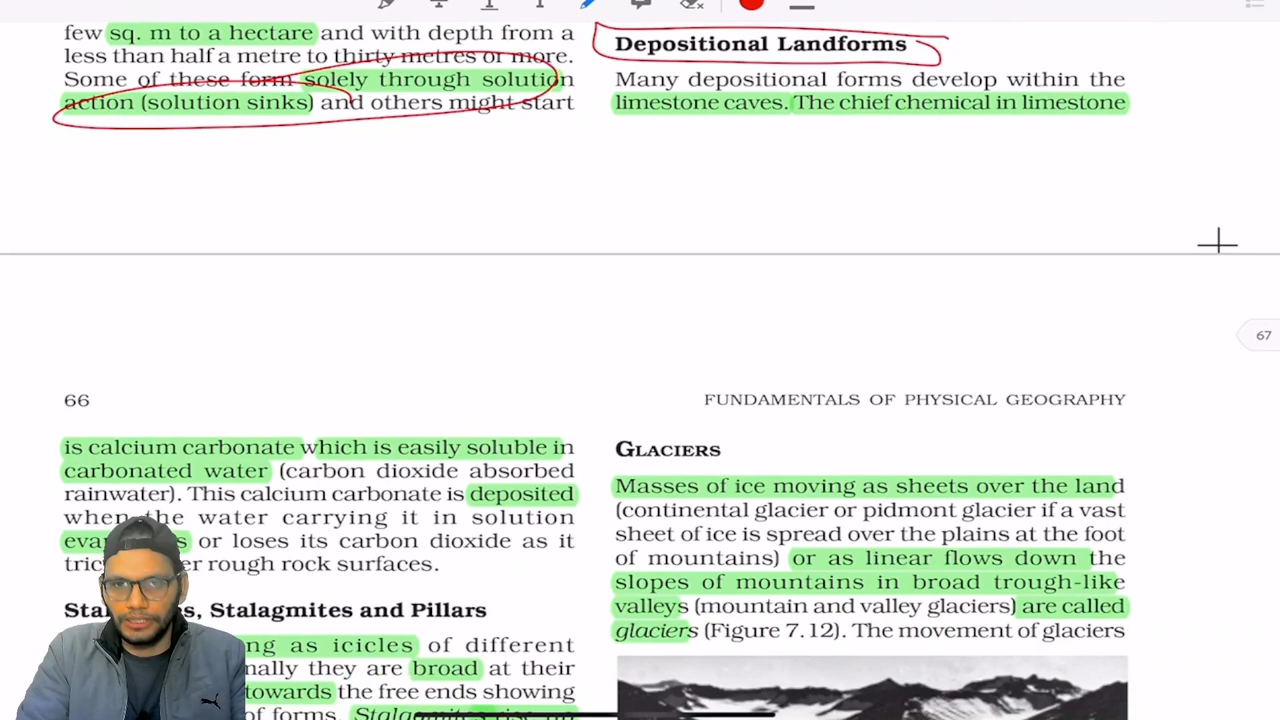 few sq. m to a hectare and with depth from a
less than half a metre to thirty metres or more.
Some of these form solely through solution
action (solution sinks) and others might start
Depositional Landforms
Many depositional forms develop within the
limestone caves. The chief chemical in limestone
67
66
FUNDAMENTALS OF PHYSICAL GEOGRAPHY
is calcium carbonate which is easily soluble in
carbonated water (carbon dioxide absorbed
rainwater). This calcium carbonate is deposited
when the water carrying it in solution
or loses its carbon dioxide as it
rough rock surfaces.
Stalagmites and Pillars
as icicles of different
they are broad at their
towards the free ends showing
of forms. Stalagmites rise up
GLACIERS
Masses of ice moving as sheets over the land
(continental glacier or pidmont glacier if a vast
sheet of ice is spread over the plains at the foot
of mountains) or as linear flows down the
slopes of mountains in broad trough-like
valleys (mountain and valley glaciers) are called
glaciers (Figure 7.12). The movement of glaciers